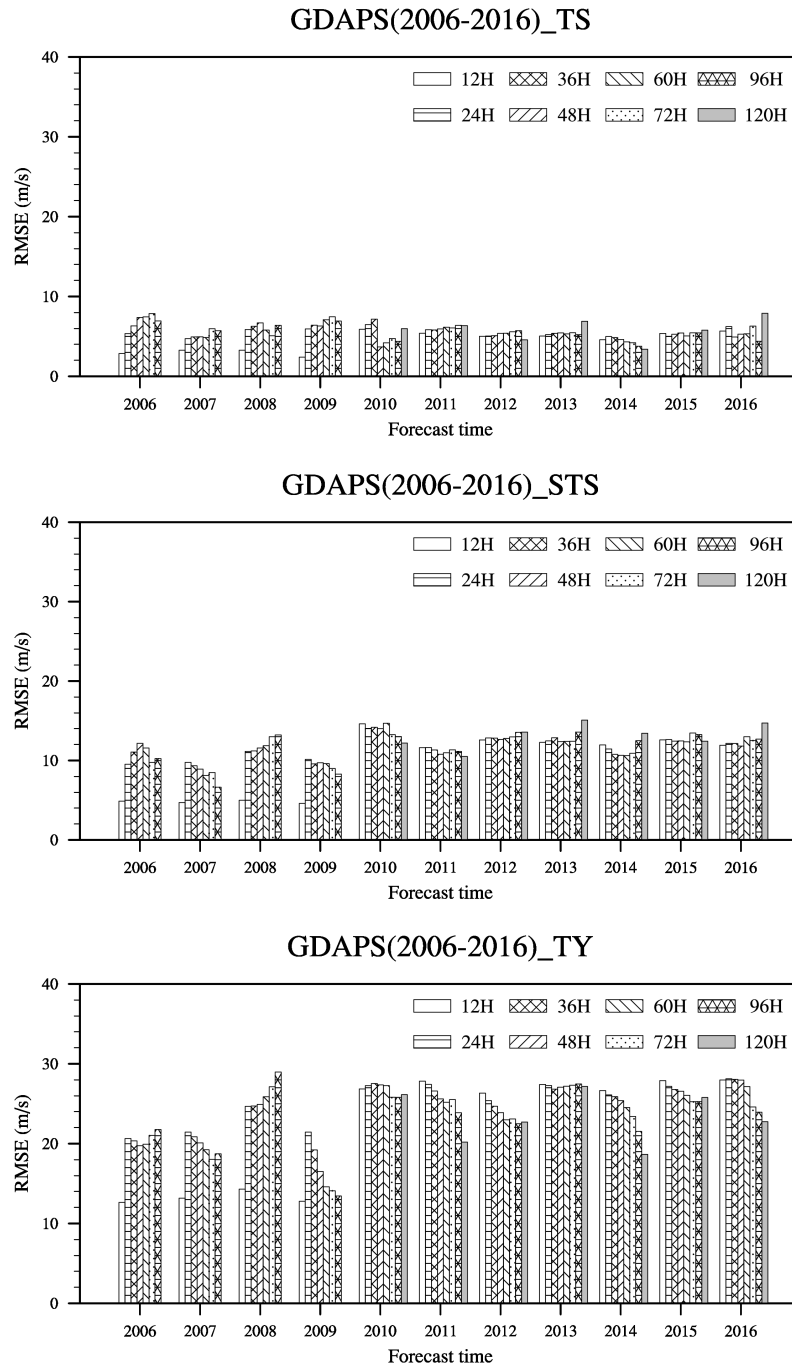 GDAPS(2006-2016)_TS
12H 36H 60H 96H
24H 48H 72H 120H
RMSE (m/s)
40
30
20
10
0
2006 2007 2008 2009 2010 2011 2012 2013 2014 2015 2016
Forecast time
GDAPS(2006-2016)_STS
12H 36H 60H 96H
24H 48H 72H 120H
RMSE (m/s)
40
30
20
10
0
2006 2007 2008 2009 2010 2011 2012 2013 2014 2015 2016
Forecast time
GDAPS(2006-2016)_TY
12H 36H 60H 96H
24H 48H 72H 120H
RMSE (m/s)
40
30
20
10
0
2006 2007 2008 2009 2010 2011 2012 2013 2014 2015 2016
Forecast time